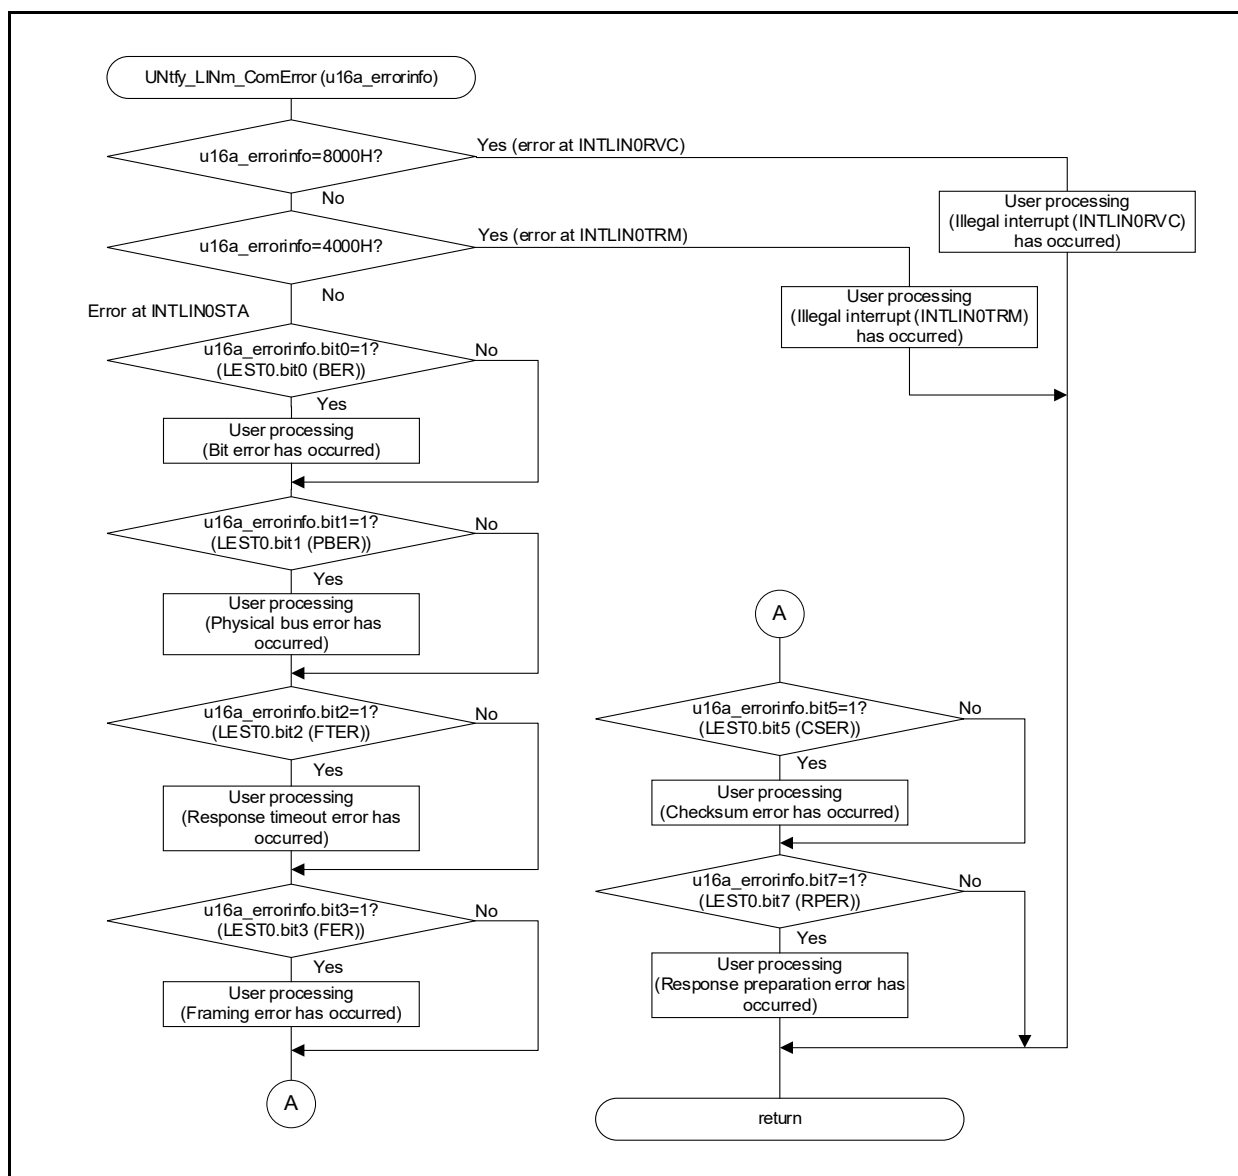 UNtfy_LINm_ComError (u16a_errorinfo)
u16a_errorinfo=8000H?
Yes (error at INTLIN0RVC)
No
User processing
(Illegal interrupt (INTLIN0RVC)
has occurred)
u16a_errorinfo=4000H?
Yes (error at INTLIN0TRM)
No
User processing
(Illegal interrupt (INTLIN0TRM)
has occurred)
Error at INTLIN0STA
u16a_errorinfo.bit0=1?
(LEST0.bit0 (BER))
No
Yes
User processing
(Bit error has occurred)
u16a_errorinfo.bit1=1?
(LEST0.bit1 (PBER))
No
Yes
User processing
(Physical bus error has
occurred)
u16a_errorinfo.bit2=1?
(LEST0.bit2 (FTER))
No
Yes
User processing
(Response timeout error has
occurred)
u16a_errorinfo.bit3=1?
(LEST0.bit3 (FER))
No
Yes
User processing
(Framing error has occurred)
A
A
u16a_errorinfo.bit5=1?
(LEST0.bit5 (CSER))
No
Yes
User processing
(Checksum error has occurred)
u16a_errorinfo.bit7=1?
(LEST0.bit7 (RPER))
No
Yes
User processing
(Response preparation error has
occurred)
return